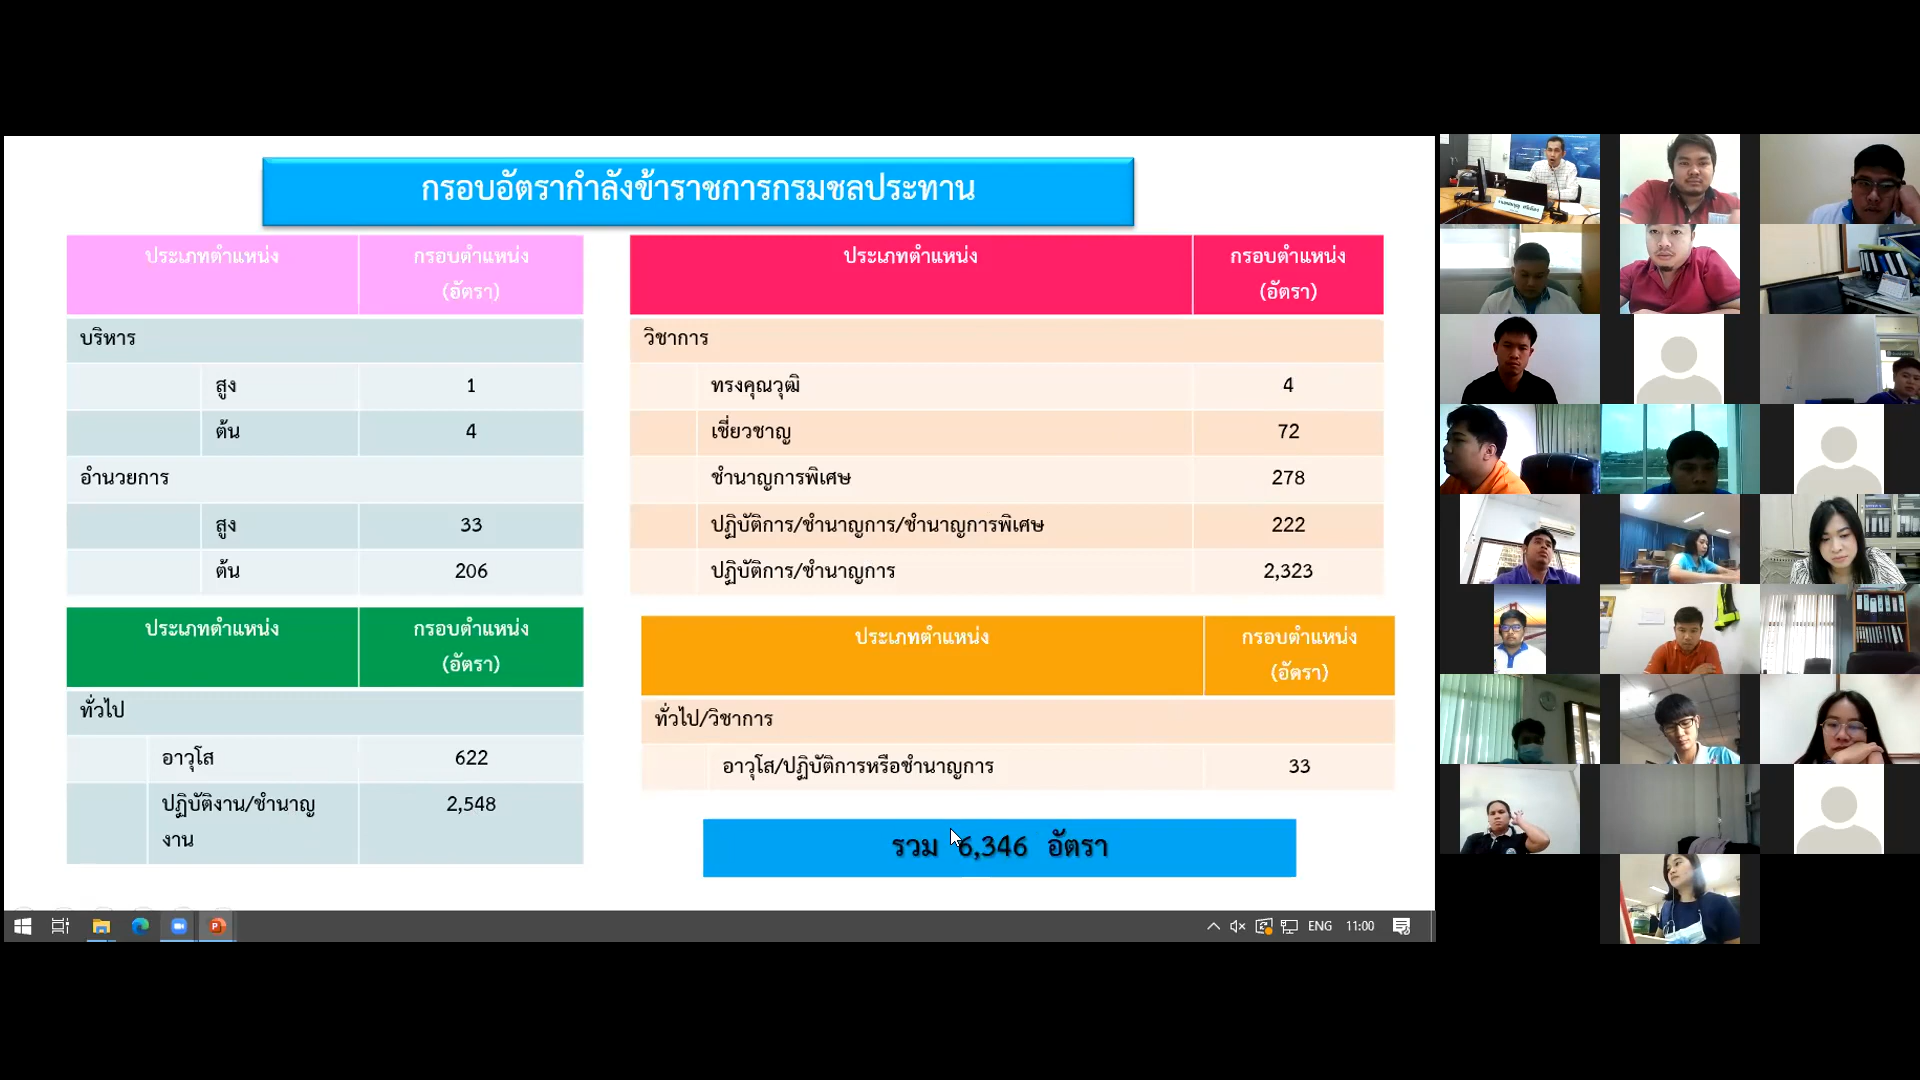 กรอบอัตรากำลังข้าราชการกรมชลประทาน
ประเภทตำแหน่ง กรอบตำแหน่ง
(อัตรา)
บริหาร
สูง 1
ต้น 4
อำนวยการ
สูง 33
ต้น 206
ประเภทตำแหน่ง กรอบตำแหน่ง
(อัตรา)
วิชาการ
ทรงคุณวุฒิ 4
เชี่ยวชาญ 72
ชำนาญการพิเศษ 278
ปฏิบัติการ/ชำนาญการ/ชำนาญการพิเศษ 222
ปฏิบัติการ/ชำนาญการ 2,323
ประเภทตำแหน่ง กรอบตำแหน่ง
(อัตรา)
ทั่วไป
อาวุโส 622
ปฏิบัติงาน/ชำนาญ 2,548
งาน
ประเภทตำแหน่ง กรอบตำแหน่ง
(อัตรา)
ทั่วไป/วิชาการ
อาวุโส/ปฏิบัติการหรือชำนาญการ 33
รวม 6,346 อัตรา
ENG 11:00